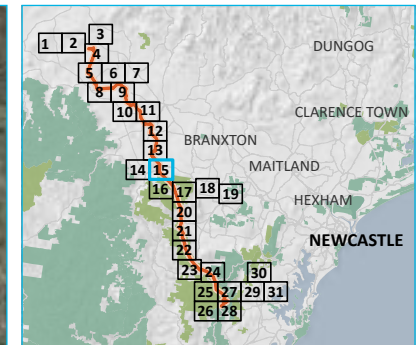 3
1 2
DUNGOG
4
5 6 7
8 9
10 11
CLARENCE TOWN
12
BRANXTON
13
14 15
MAITLAND
16 17 18 19
HEXHAM
20
21
NEWCASTLE
22
23 24
30
25 27 29 31
26 28